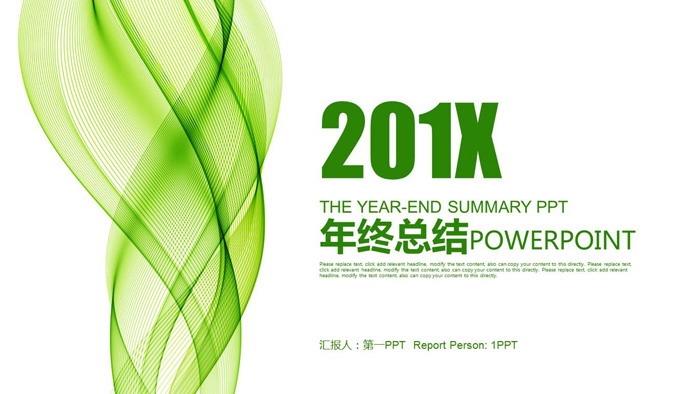 201X
THE YEAR-END SUMMARY PPT
年终总结POWERPOINT
Please replace text, click add relevant headline, modify the text content, also can copy your content to this directly. Please replace text,
click add relevant headline, modify the text content, also can copy your content to this directly. Please replace text, click add relevant
headline, modify the text content, also can copy your content to this directly.
汇报人：第一PPT Report Person: 1PPT